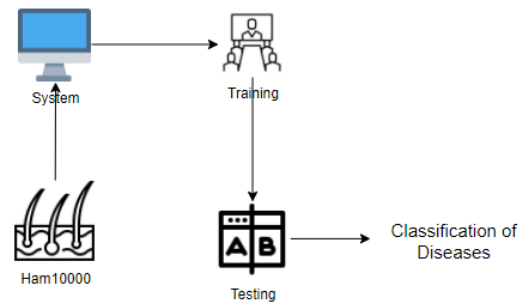 System
Training
Ham10000
A B
Testing
Classification of
Diseases